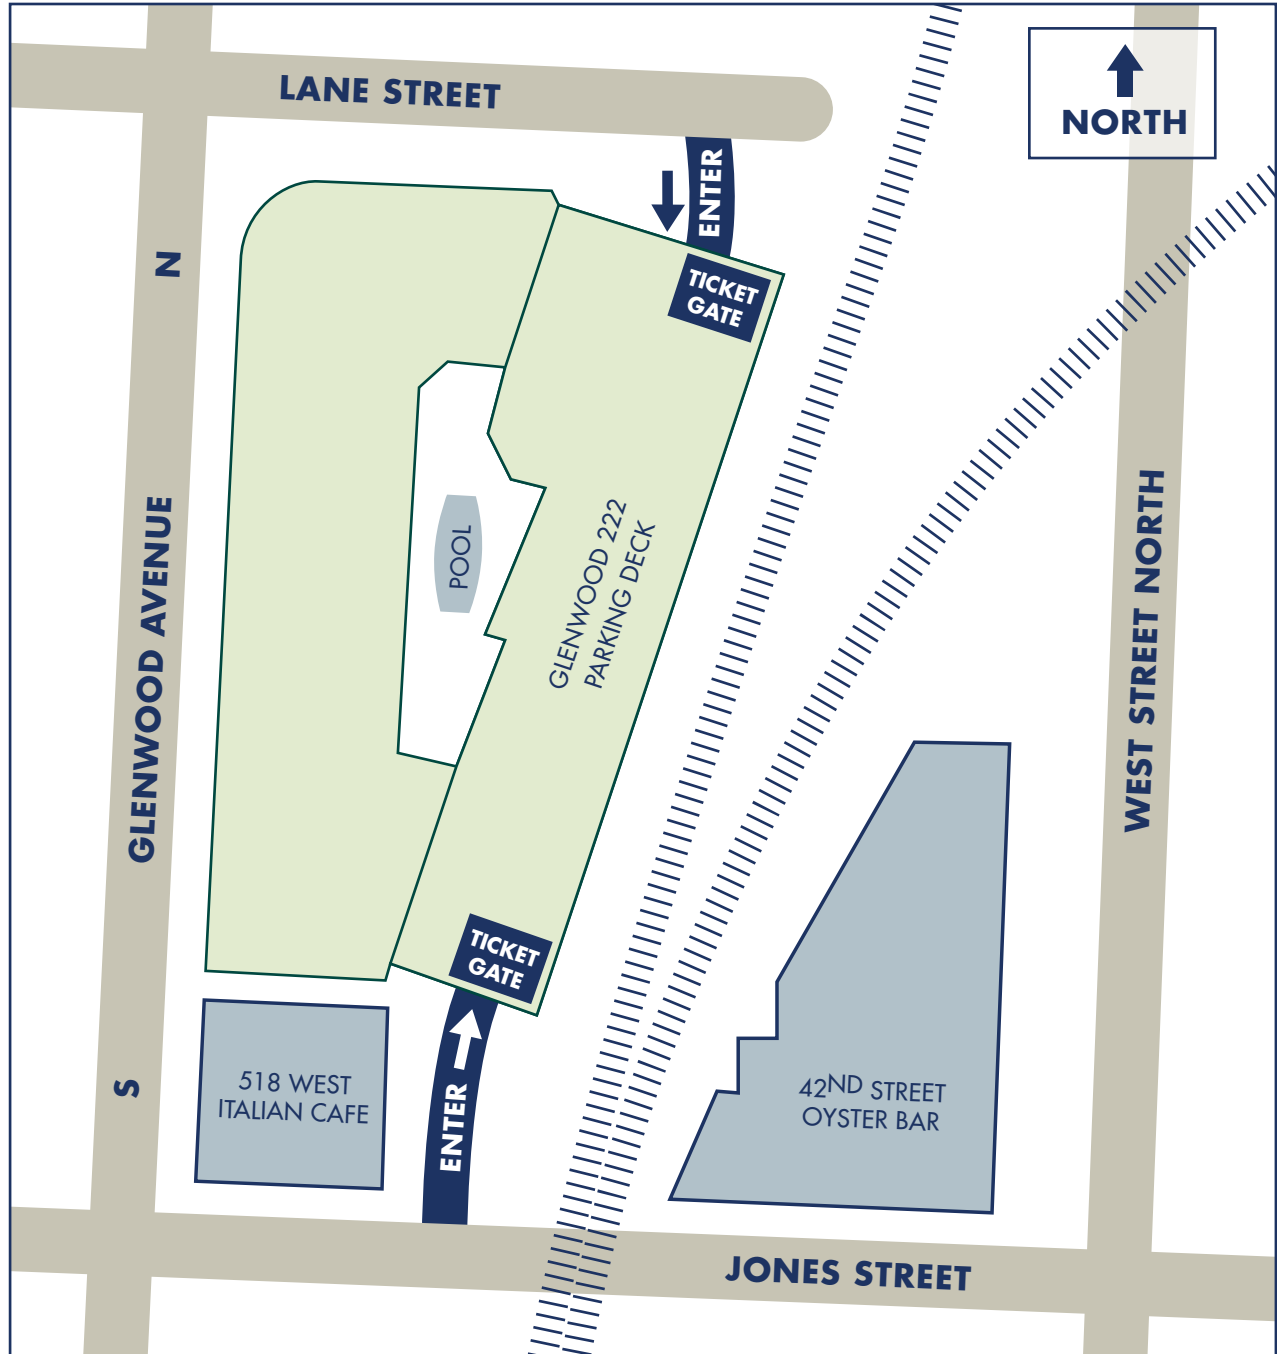 LANE STREET
NORTH
ENTER
TICKET
GATE
N
GLENWOOD AVENUE
S
POOL
GLENWOOD 222
PARKING DECK
WEST STREET NORTH
TICKET
GATE
ENTER
518 WEST
ITALIAN CAFE
42ND STREET
OYSTER BAR
JONES STREET